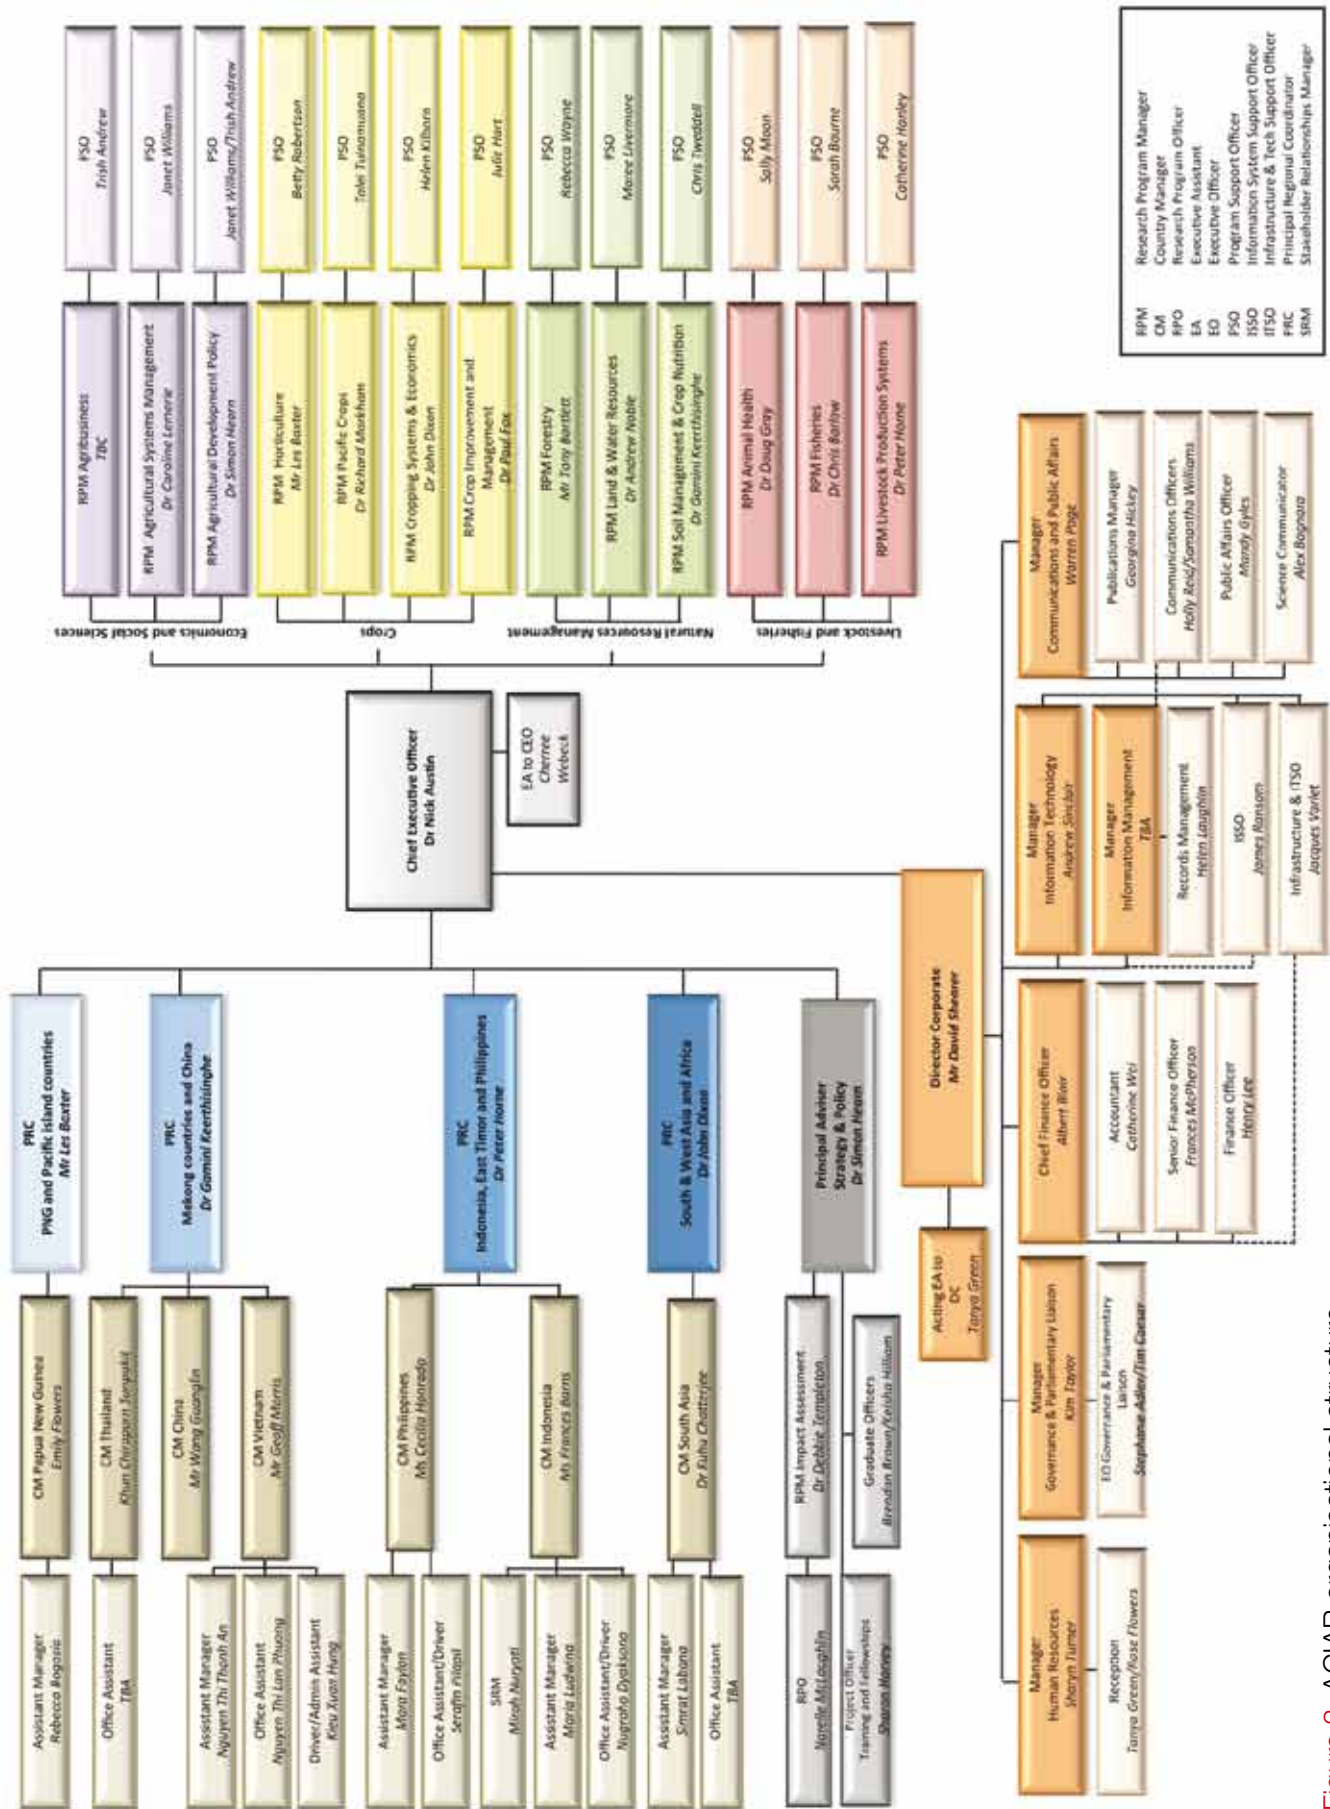 Chief Executive Officer
Dr Nick Austin
EA to CEO
Cherree
Webeck
PRC
PNG and Pacific island countries
Mr Les Baxter
CM Papua New Guinea
Emily Flowers
Assistant Manager
Rebecca Bogosia
PRC
Mekong countries and China
Dr Gamini Keerthisinghe
CM Thailand
Khun Chirapurn Sunpakit
Office Assistant
TBA
CM China
Mr Wang Guanglin
CM Vietnam
Mr Geoff Morris
Assistant Manager
Nguyen Thi Thanh An
Office Assistant
Nguyen Thi Lan Phuong
Driver/Admin Assistant
Kieu Xuan Hung
PRC
Indonesia, East Timor and Philippines
Dr Peter Horne
CM Philippines
Ms Cecilia Honrado
Assistant Manager
Mara Faylon
Office Assistant/Driver
Serafin Pilapil
CM Indonesia
Ms Frances Barns
SRM
Mirah Nuryati
Assistant Manager
Maria Ludwina
Office Assistant/Driver
Nugroho Dyaksono
PRC
South & West Asia and Africa
Dr John Dixon
CM South Asia
Dr Kuhu Chatterjee
Assistant Manager
Simrat Labana
Office Assistant
TBA
Principal Adviser
Strategy & Policy
Dr Simon Hearn
RPM Impact Assessment
Dr Debbie Templeton
RPO
Norelle McLaughlin
Graduate Officers
Brendan Brown/Keisha Hilliam
Project Officer
Training and Fellowships
Sharon Harvey
Economics and Social Sciences
RPM Agribusiness
TBC
PSO
Trish Andrew
RPM Agricultural Systems Management
Dr Caroline Lemerle
PSO
Janet Williams
RPM Agricultural Development Policy
Dr Simon Hearn
PSO
Janet Williams/Trish Andrew
Crops
RPM Horticulture
Mr Les Baxter
PSO
Betty Robertson
RPM Pacific Crops
Dr Richard Markham
PSO
Talei Tuinamuana
RPM Cropping Systems & Economics
Dr John Dixon
PSO
Helen Kilborn
RPM Crop Improvement and
Management
Dr Paul Fox
PSO
Julie Hart
Natural Resources Management
RPM Forestry
Mr Tony Bartlett
PSO
Rebecca Wayne
RPM Land & Water Resources
Dr Andrew Noble
PSO
Maree Livermore
RPM Soil Management & Crop Nutrition
Dr Gamini Keerthisinghe
PSO
Chris Tweddell
Livestock and Fisheries
RPM Animal Health
Dr Doug Gray
PSO
Sally Moon
RPM Fisheries
Dr Chris Barlow
PSO
Sarah Bourne
RPM Livestock Production Systems
Dr Peter Horne
PSO
Catherine Hanley
Director Corporate
Mr David Shearer
Acting EA to
DC
Tanya Green
Manager
Human Resources
Sharyn Turner
Reception
Tanya Green/Rose Flowers
Manager
Governance & Parliamentary Liaison
Kim Taylor
EO Governance & Parliamentary
Liaison
Stephanie Adley/Tim Caesar
Chief Finance Officer
Albert Blair
Accountant
Catherine Wei
Senior Finance Officer
Frances McPherson
Finance Officer
Henry Lee
Manager
Information Technology
Andrew Sinclair
Manager
Information Management
TBA
Records Management
Helen Laughlin
ISSO
James Ransom
Infrastructure & ITSO
Jacques Varlet
Manager
Communications and Public Affairs
Warren Page
Publications Manager
Georgina Hickey
Communications Officers
Holly Reid/Samantha Williams
Public Affairs Officer
Mandy Gyles
Science Communicator
Alex Bagnara
RPM Research Program Manager
CM Country Manager
RPO Research Program Officer
EA Executive Assistant
EO Executive Officer
PSO Program Support Officer
ISSO Information System Support Officer
ITSO Infrastructure & Tech Support Officer
PRC Principal Regional Coordinator
SRM Stakeholder Relationships Manager
ACIAR organisational structure